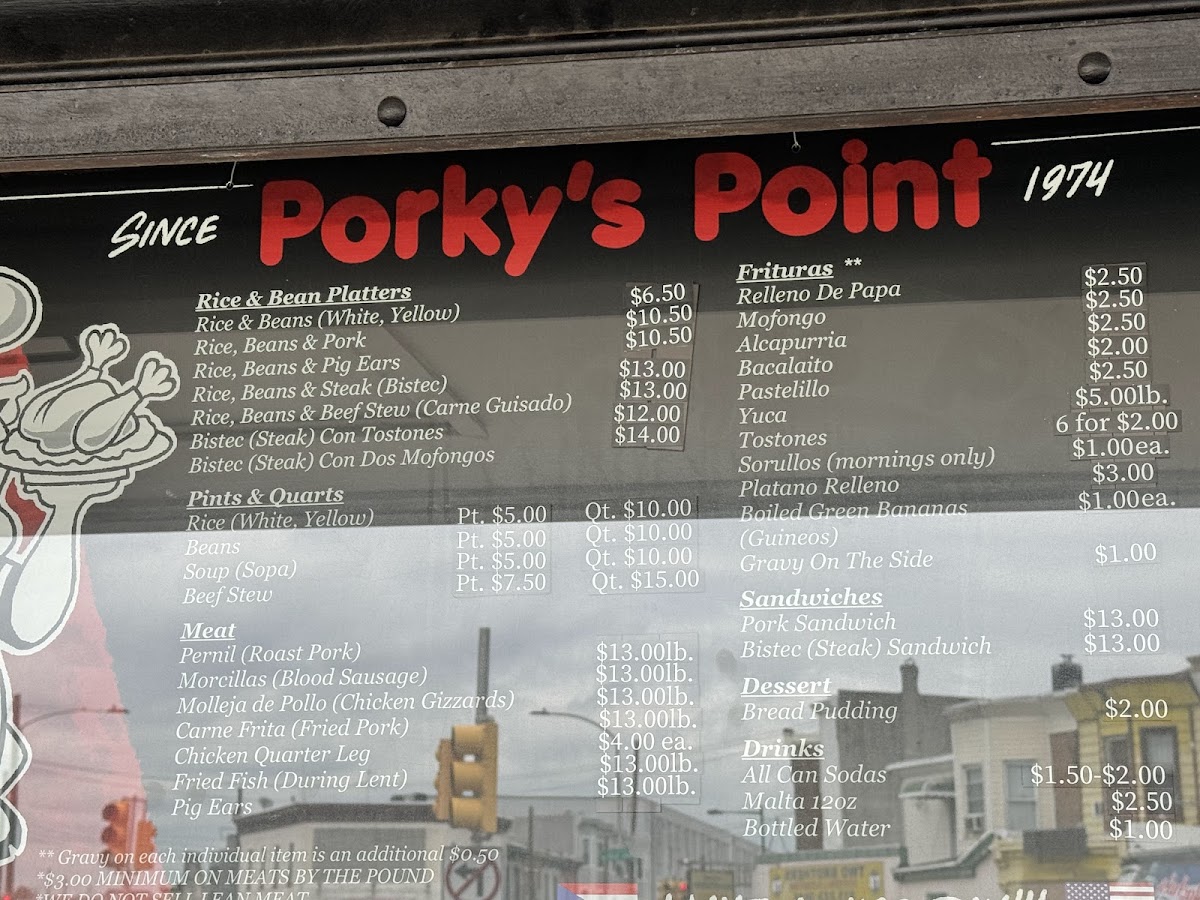 SINCE Porky's Point 1974
Rice & Bean Platters
Rice & Beans (White, Yellow) $6.50
Rice, Beans & Pork $10.50
Rice, Beans & Pig Ears $10.50
Rice, Beans & Steak (Bistec) $13.00
Rice, Beans & Beef Stew (Carne Guisado) $13.00
Bistec (Steak) Con Tostones $12.00
Bistec (Steak) Con Dos Mofongos $14.00
Pints & Quarts
Rice (White, Yellow) Pt. $5.00 Qt. $10.00
Beans Pt. $5.00 Qt. $10.00
Soup (Sopa) Pt. $5.00 Qt. $10.00
Beef Stew Pt. $7.50 Qt. $15.00
Meat
Pernil (Roast Pork) $13.00lb.
Morcillas (Blood Sausage) $13.00lb.
Molleja de Pollo (Chicken Gizzards) $13.00lb.
Carne Frita (Fried Pork) $13.00lb.
Chicken Quarter Leg $4.00 ea.
Fried Fish (During Lent) $13.00lb.
Pig Ears $13.00lb.
** Gravy on each individual item is an additional $0.50
*$3.00 MINIMUM ON MEATS BY THE POUND
*WE DO NOT SELL LEAN MEAT
Frituras **
Relleno De Papa $2.50
Mofongo $2.50
Alcapurria $2.50
Bacalaito $2.00
Pastelillo $2.50
Yuca $5.00lb.
Tostones 6 for $2.00
Sorullos (mornings only) $1.00ea.
Platano Relleno $3.00
Boiled Green Bananas $1.00ea.
(Guineos)
Gravy On The Side $1.00
Sandwiches
Pork Sandwich $13.00
Bistec (Steak) Sandwich $13.00
Dessert
Bread Pudding $2.00
Drinks
All Can Sodas $1.50-$2.00
Malta 12oz $2.50
Bottled Water $1.00